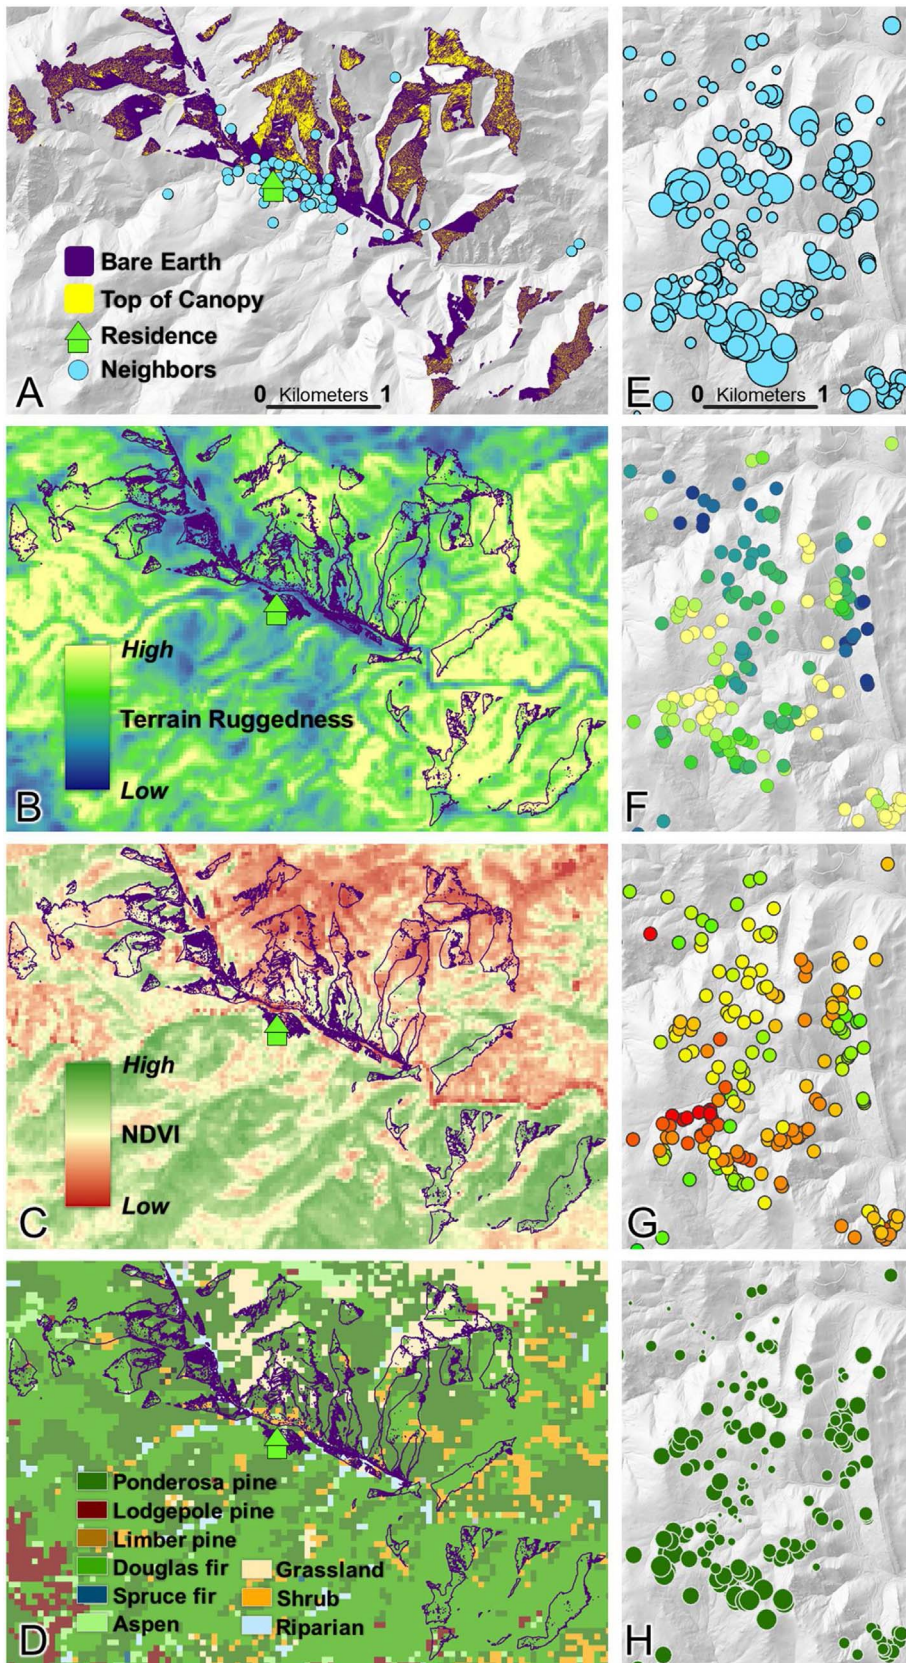 Bare Earth
Top of Canopy
Residence
Neighbors
A
0 Kilometers 1
E
0 Kilometers 1
High
Terrain Ruggedness
Low
B
F
High
NDVI
Low
C
G
Ponderosa pine
Lodgepole pine
Limber pine
Douglas fir
Spruce fir
Aspen
Grassland
Shrub
Riparian
D
H